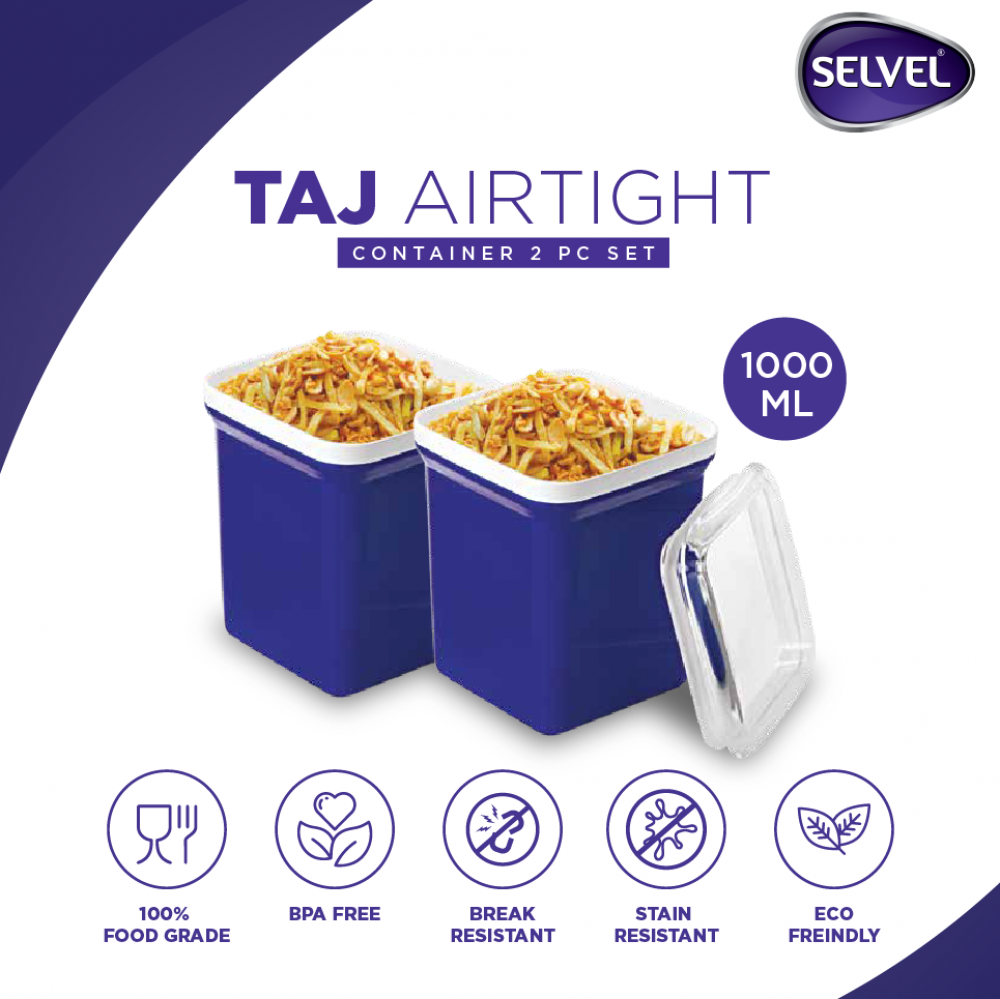 SELVEL®
TAJ AIRTIGHT
CONTAINER 2 PC SET
1000
ML
100%
FOOD GRADE
BPA FREE
BREAK
RESISTANT
STAIN
RESISTANT
ECO
FREINDLY